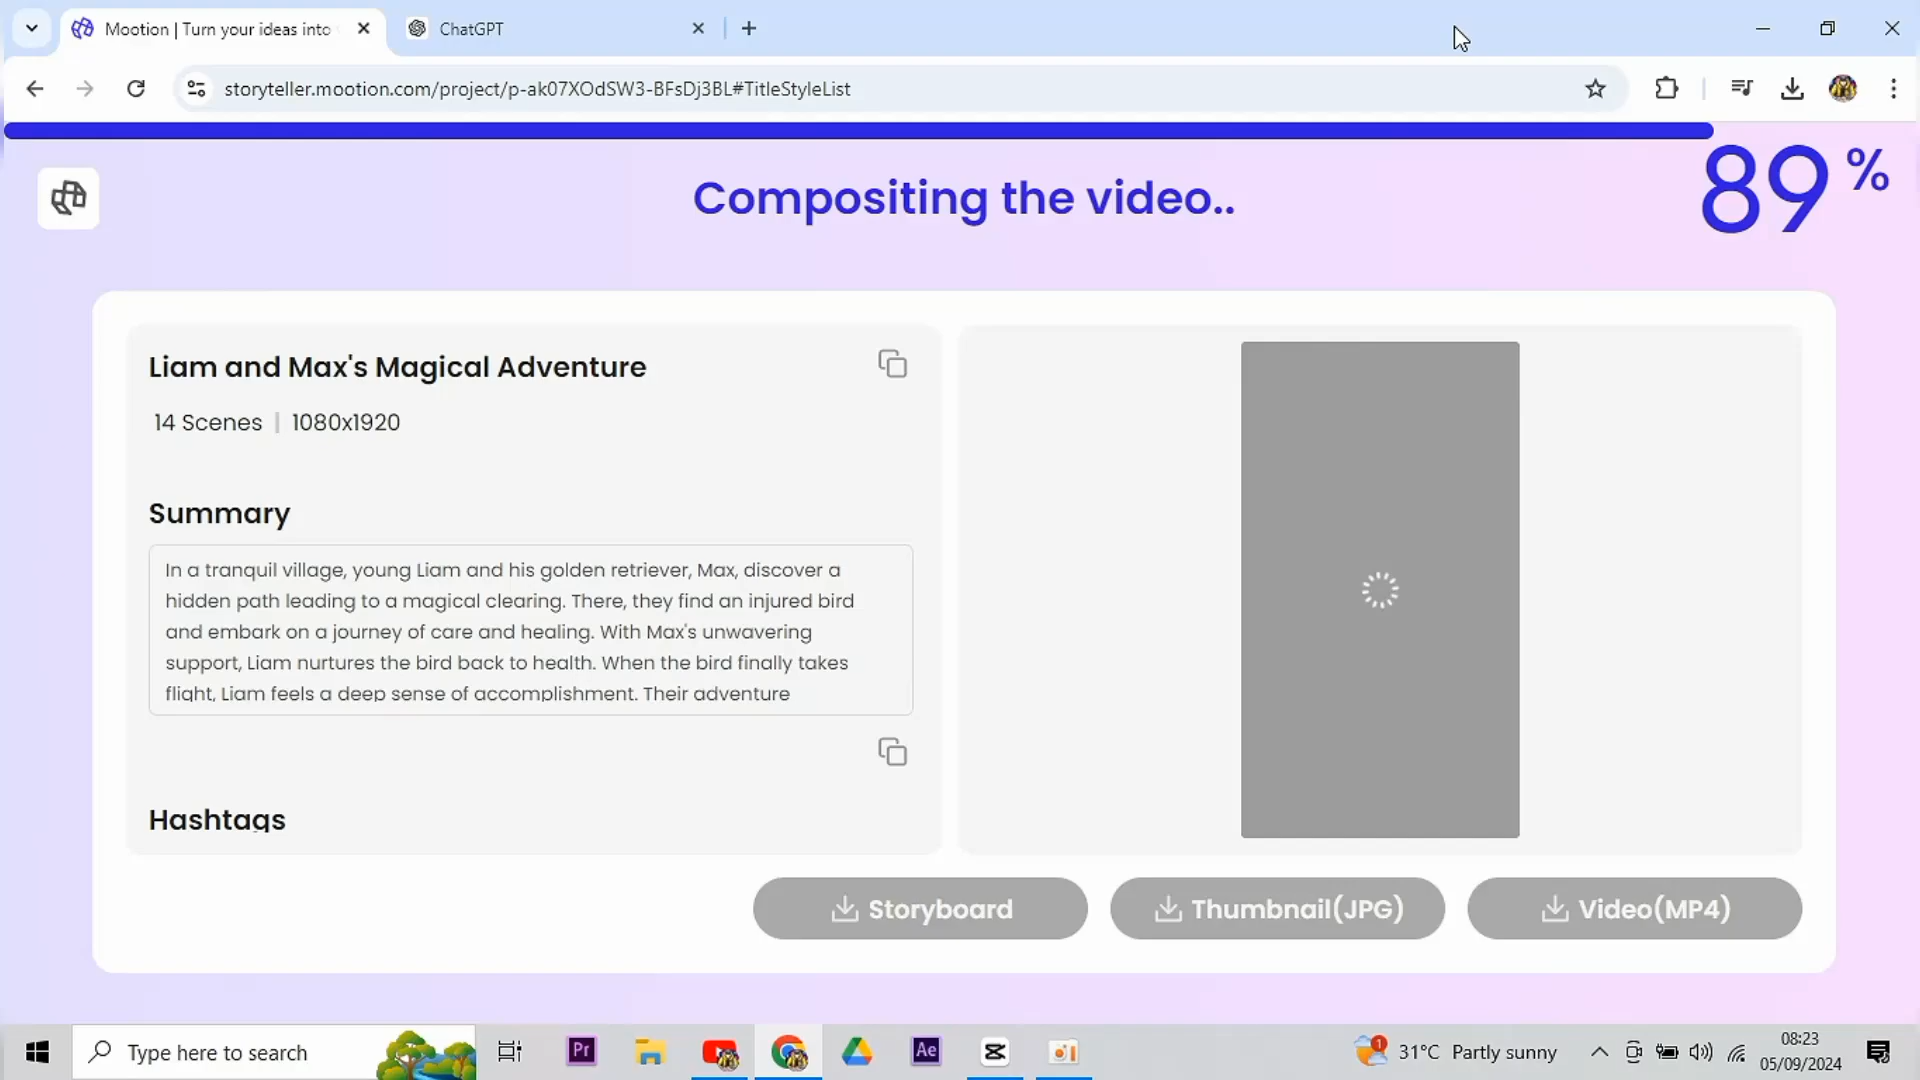 Mootion | Turn your ideas into
ChatGPT
storyteller.mootion.com/project/p-ak07XOdSW3-BFsDj3BL#TitleStyleList
Compositing the video..
89%
Liam and Max's Magical Adventure
14 Scenes | 1080x1920
Summary
In a tranquil village, young Liam and his golden retriever, Max, discover a
hidden path leading to a magical clearing. There, they find an injured bird
and embark on a journey of care and healing. With Max's unwavering
support, Liam nurtures the bird back to health. When the bird finally takes
flight, Liam feels a deep sense of accomplishment. Their adventure
Hashtags
Storyboard
Thumbnail(JPG)
Video(MP4)
Type here to search
Pr
Ae
1
31°C Partly sunny
08:23
05/09/2024